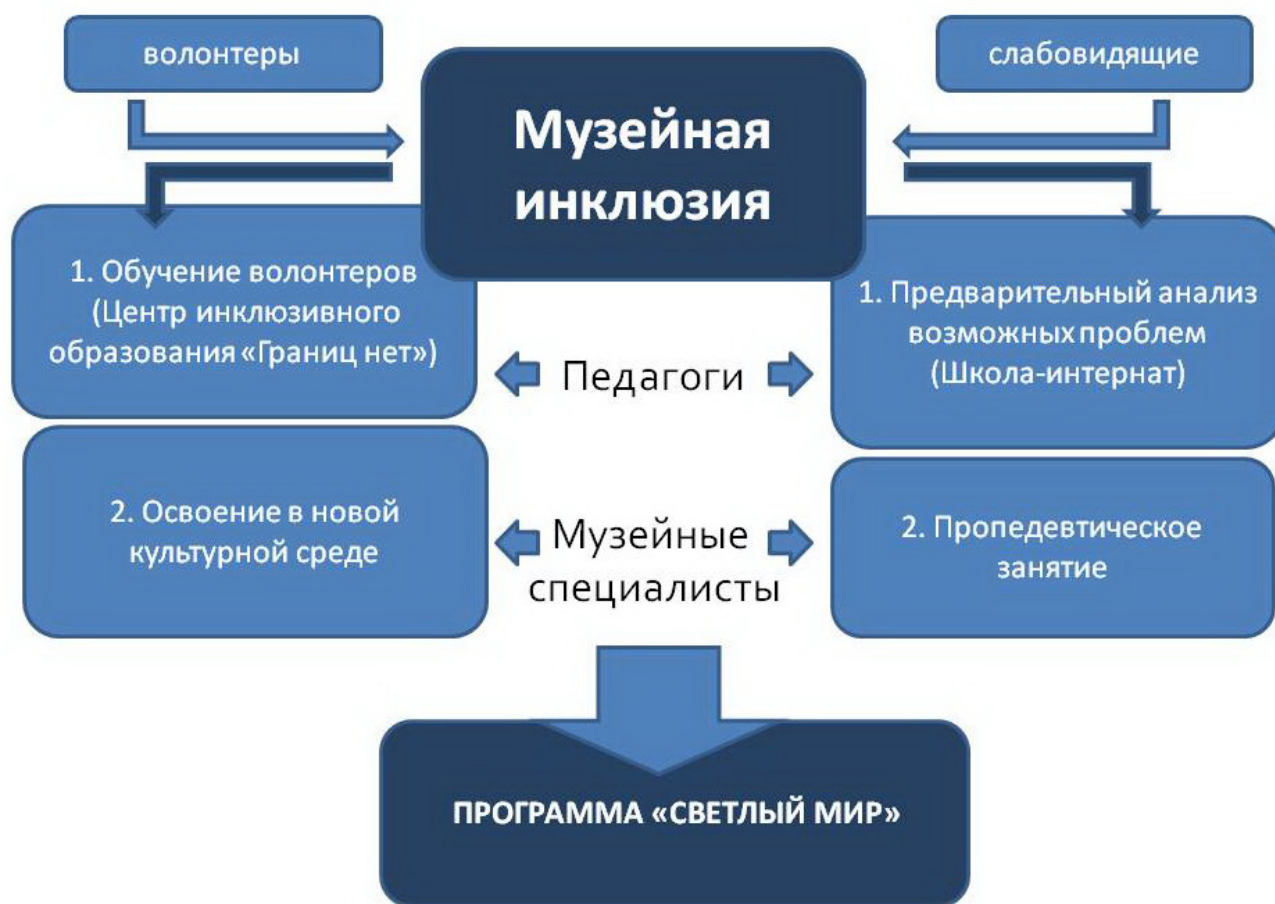 волонтеры
слабовидящие
Музейная
инклюзия
1. Обучение волонтеров
(Центр инклюзивного
образования «Границ нет»)
1. Предварительный анализ
возможных проблем
(Школа-интернат)
Педагоги
2. Освоение в новой
культурной среде
Музейные
специалисты
2. Пропедевтическое
занятие
ПРОГРАММА «СВЕТЛЫЙ МИР»